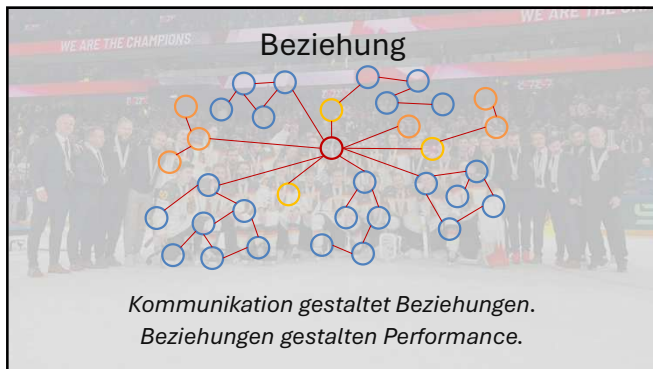 WE ARE THE CHAMPIONS
WE ARE THE
Beziehung
Kommunikation gestaltet Beziehungen.
Beziehungen gestalten Performance.